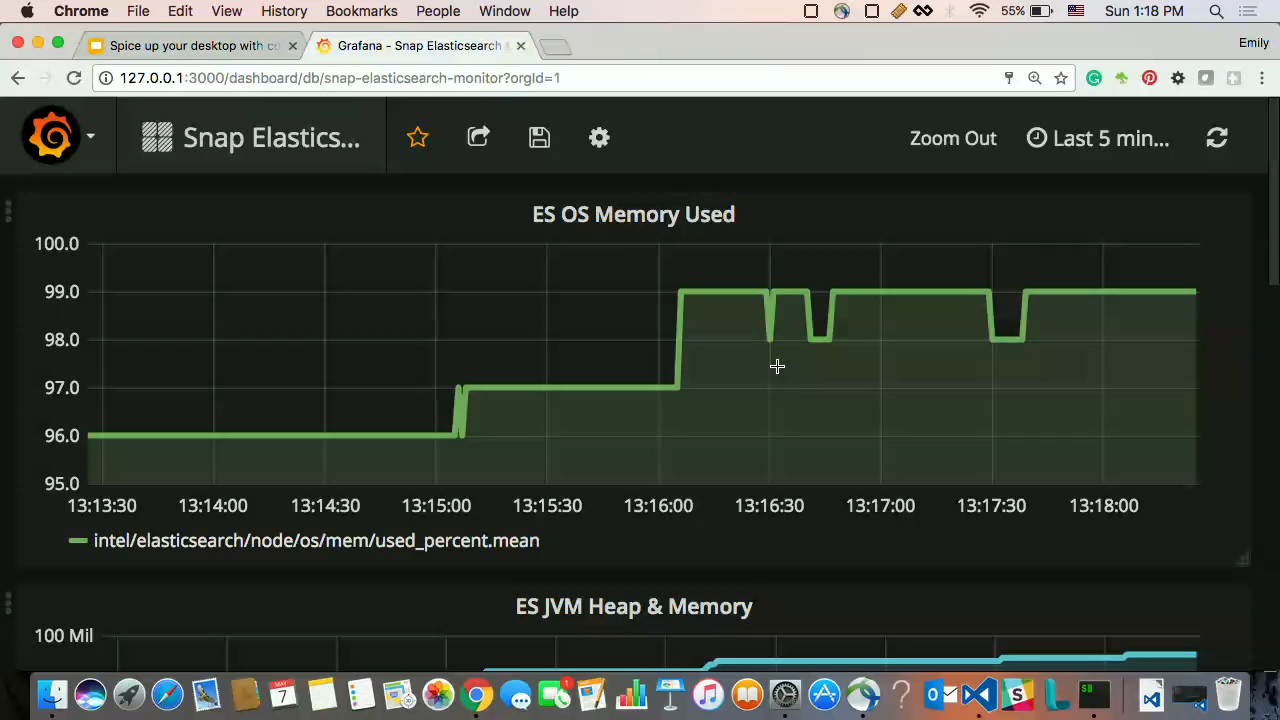 Chrome File Edit View History Bookmarks People Window Help 55% Sun 1:18 PM
Spice up your desktop with co Grafana - Snap Elasticsearch Emily
127.0.0.1:3000/dashboard/db/snap-elasticsearch-monitor?orgId=1
Snap Elastics... Zoom Out Last 5 min...
ES OS Memory Used
100.0
99.0
98.0
97.0
96.0
95.0
13:13:30 13:14:00 13:14:30 13:15:00 13:15:30 13:16:00 13:16:30 13:17:00 13:17:30 13:18:00
intel/elasticsearch/node/os/mem/used_percent.mean
ES JVM Heap & Memory
100 Mil
7
1